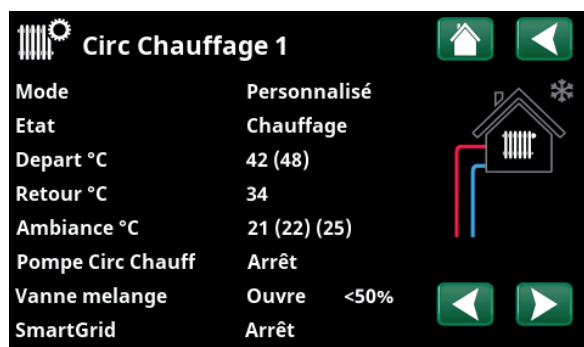 Circ Chauffage 1
Mode Personnalisé
Etat Chauffage
Depart °C 42 (48)
Retour °C 34
Ambiance °C 21 (22) (25)
Pompe Circ Chauff Arrêt
Vanne melange Ouvre <50%
SmartGrid Arrêt